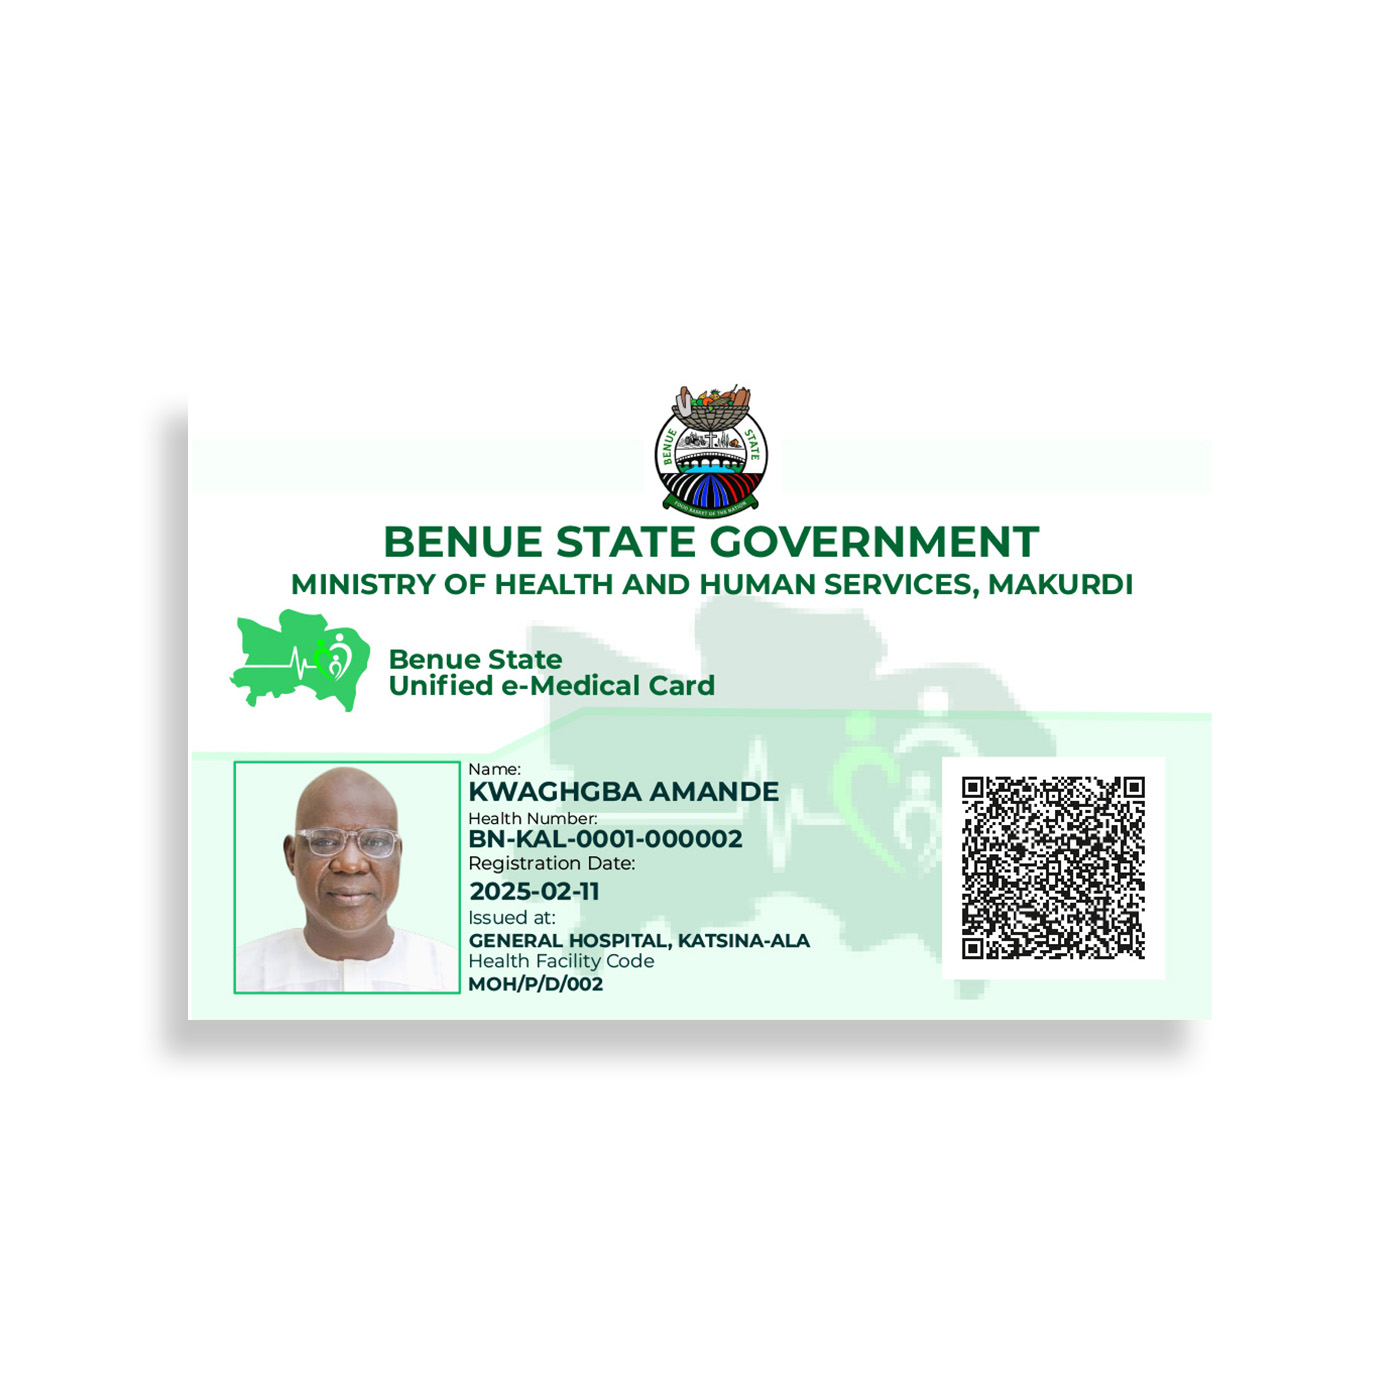 BENUE STATE
FOOD BASKET OF THE NATION
BENUE STATE GOVERNMENT
MINISTRY OF HEALTH AND HUMAN SERVICES, MAKURDI
Benue State
Unified e-Medical Card
Name:
KWAGHGBA AMANDE
Health Number:
BN-KAL-0001-000002
Registration Date:
2025-02-11
Issued at:
GENERAL HOSPITAL, KATSINA-ALA
Health Facility Code
MOH/P/D/002